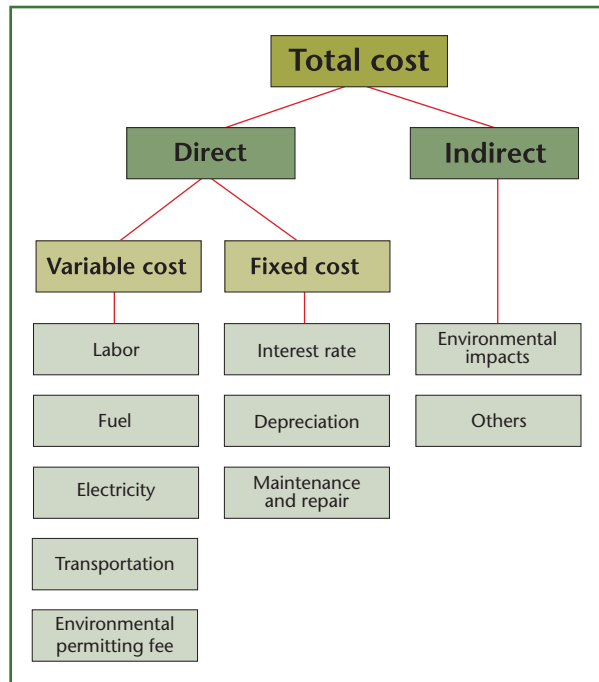 Total cost
Direct
Indirect
Variable cost
Fixed cost
Labor
Interest rate
Environmental
impacts
Fuel
Depreciation
Others
Electricity
Maintenance
and repair
Transportation
Environmental
permitting fee